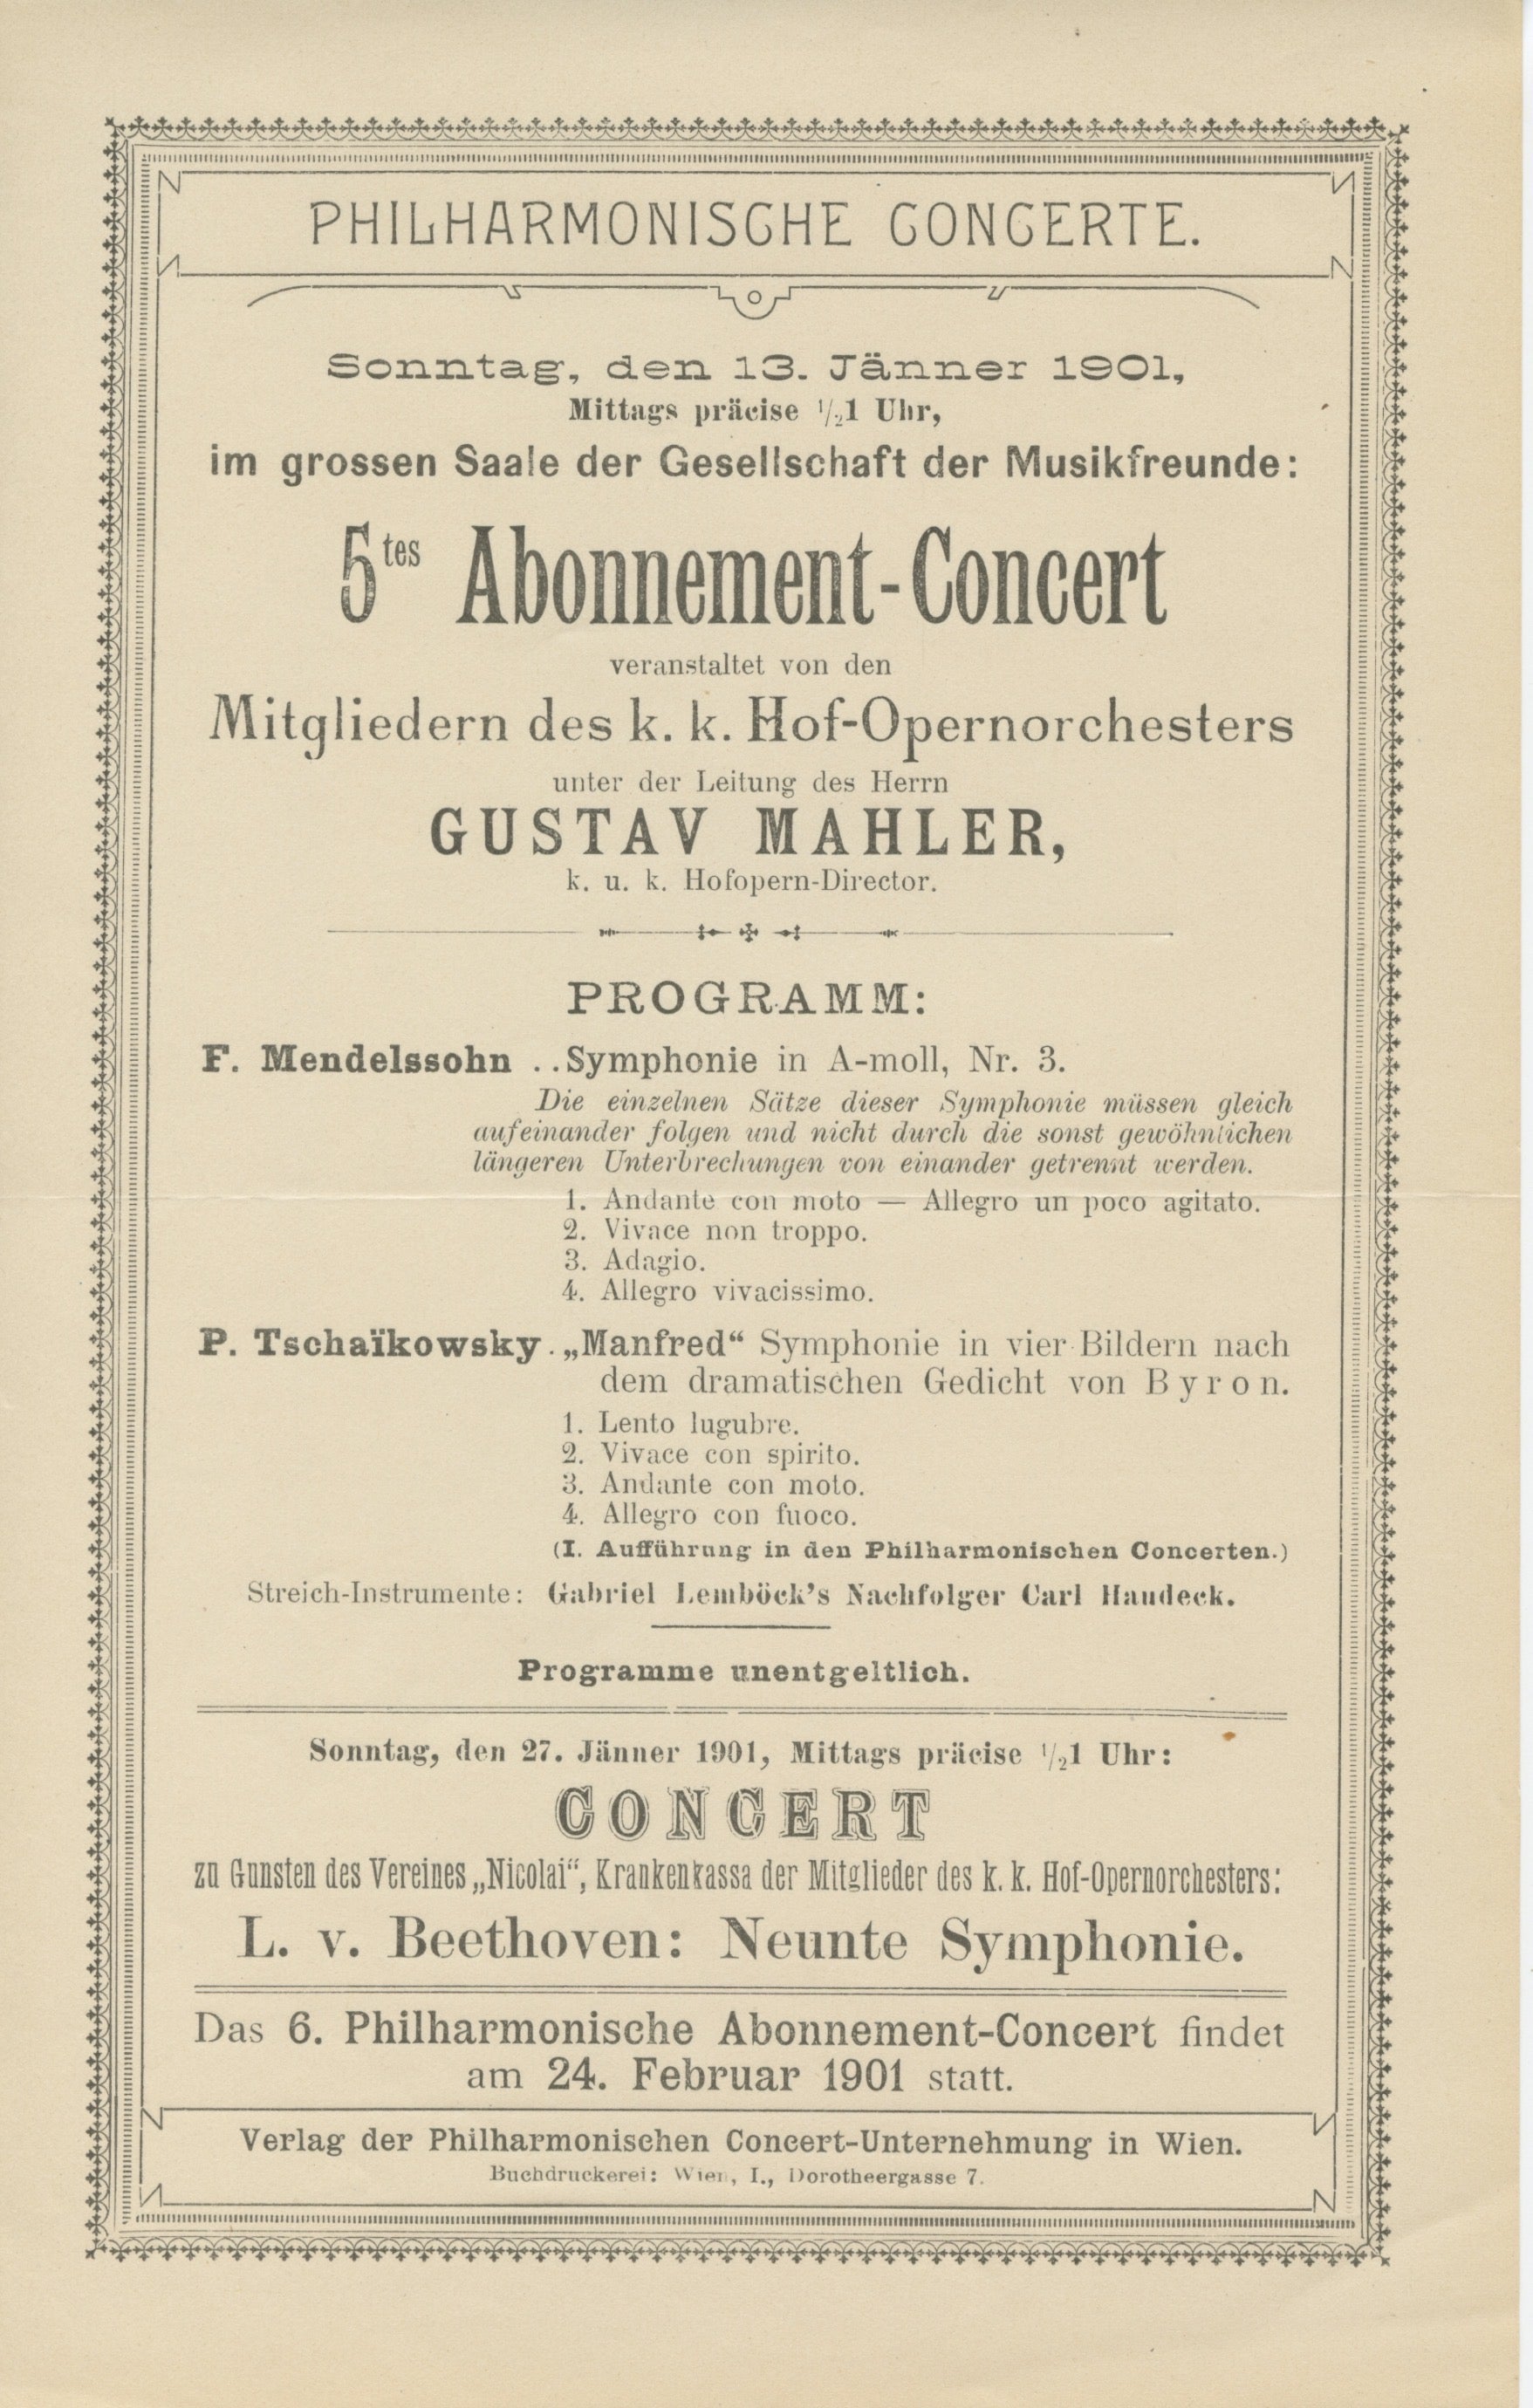 PHILHARMONISCHE CONCERTE.
Sonntag, den 13. Jänner 1901,
Mittags präcise 1/21 Uhr,
im grossen Saale der Gesellschaft der Musikfreunde:
5tes Abonnement-Concert
veranstaltet von den
Mitgliedern des k. k. Hof-Opernorchesters
unter der Leitung des Herrn
GUSTAV MAHLER,
k. u. k. Hofopern-Director.
PROGRAMM:
F. Mendelssohn . . Symphonie in A-moll, Nr. 3.
Die einzelnen Sätze dieser Symphonie müssen gleich
aufeinander folgen und nicht durch die sonst gewöhnlichen
längeren Unterbrechungen von einander getrennt werden.
1. Andante con moto — Allegro un poco agitato.
2. Vivace non troppo.
3. Adagio.
4. Allegro vivacissimo.
P. Tschaïkowsky . „Manfred“ Symphonie in vier Bildern nach
dem dramatischen Gedicht von Byron.
1. Lento lugubre.
2. Vivace con spirito.
3. Andante con moto.
4. Allegro con fuoco.
(I. Aufführung in den Philharmonischen Concerten.)
Streich-Instrumente: Gabriel Lemböck's Nachfolger Carl Haudeck.
Programme unentgeltlich.
Sonntag, den 27. Jänner 1901, Mittags präcise 1/21 Uhr:
CONCERT
zu Gunsten des Vereines „Nicolai“, Krankenkassa der Mitglieder des k. k. Hof-Opernorchesters:
L. v. Beethoven: Neunte Symphonie.
Das 6. Philharmonische Abonnement-Concert findet
am 24. Februar 1901 statt.
Verlag der Philharmonischen Concert-Unternehmung in Wien.
Buchdruckerei: Wien, I., Dorotheergasse 7.